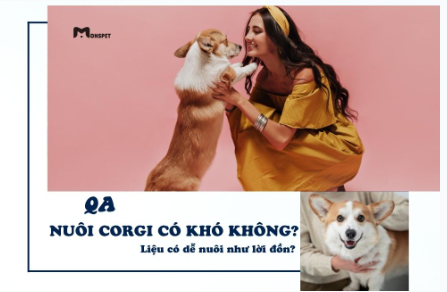 MONSPET
QA
NUÔI CORGI CÓ KHÓ KHÔNG?
Liệu có dễ nuôi như lời đồn?